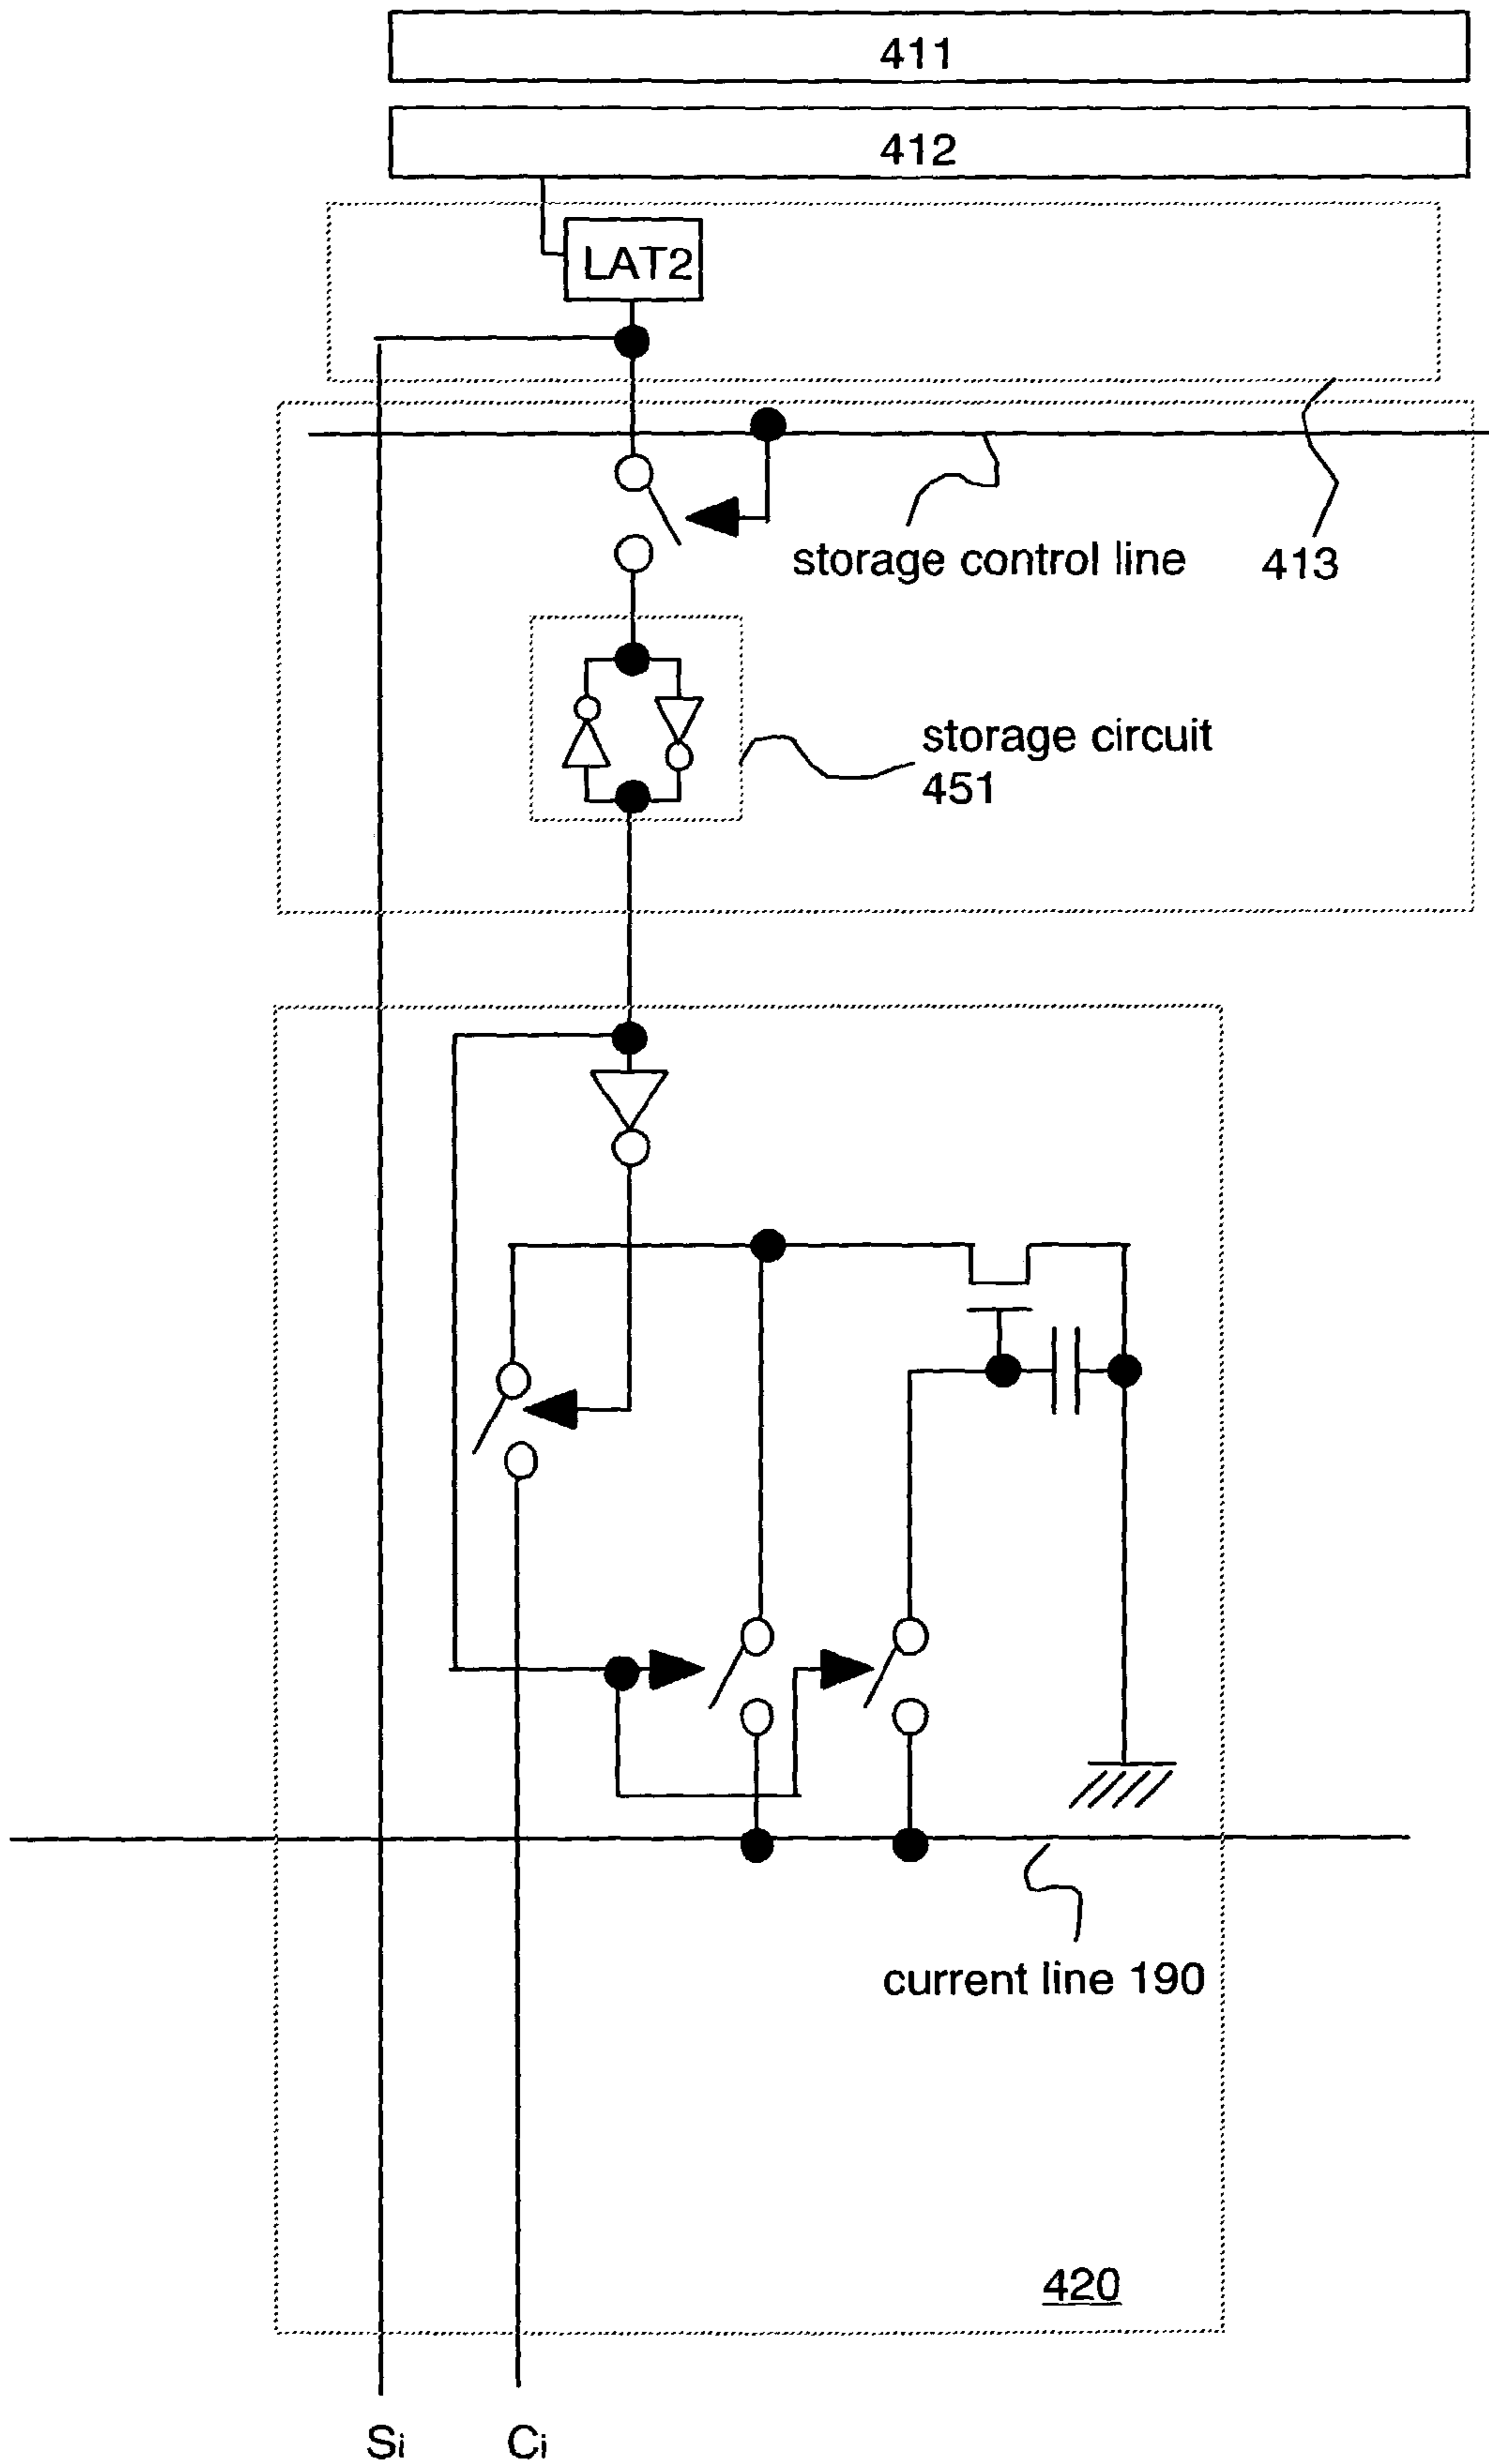 411
412
LAT2
storage control line
413
storage circuit
451
current line 190
420
Si
Ci